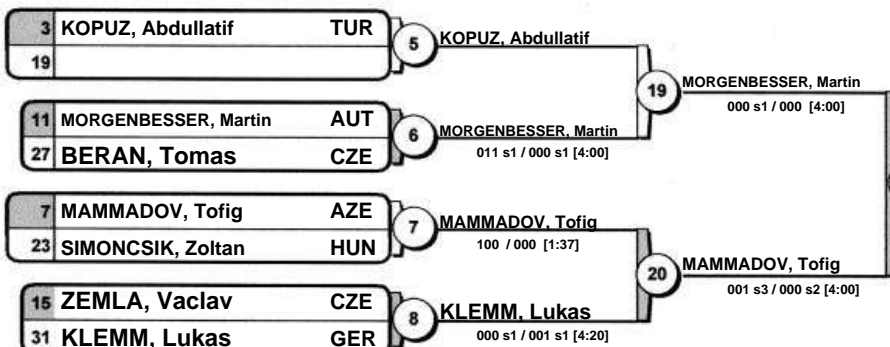 3 KOPUZ, Abdullatif TUR
19
5
KOPUZ, Abdullatif
11 MORGENBESSER, Martin AUT
27 BERAN, Tomas CZE
6
MORGENBESSER, Martin
011 s1 / 000 s1 [4:00]
19
MORGENBESSER, Martin
000 s1 / 000 [4:00]
7 MAMMADOV, Tofig AZE
23 SIMONCSIK, Zoltan HUN
7
MAMMADOV, Tofig
100 / 000 [1:37]
15 ZEMLA, Vaclav CZE
31 KLEMM, Lukas GER
8
KLEMM, Lukas
000 s1 / 001 s1 [4:20]
20
MAMMADOV, Tofig
001 s3 / 000 s2 [4:00]